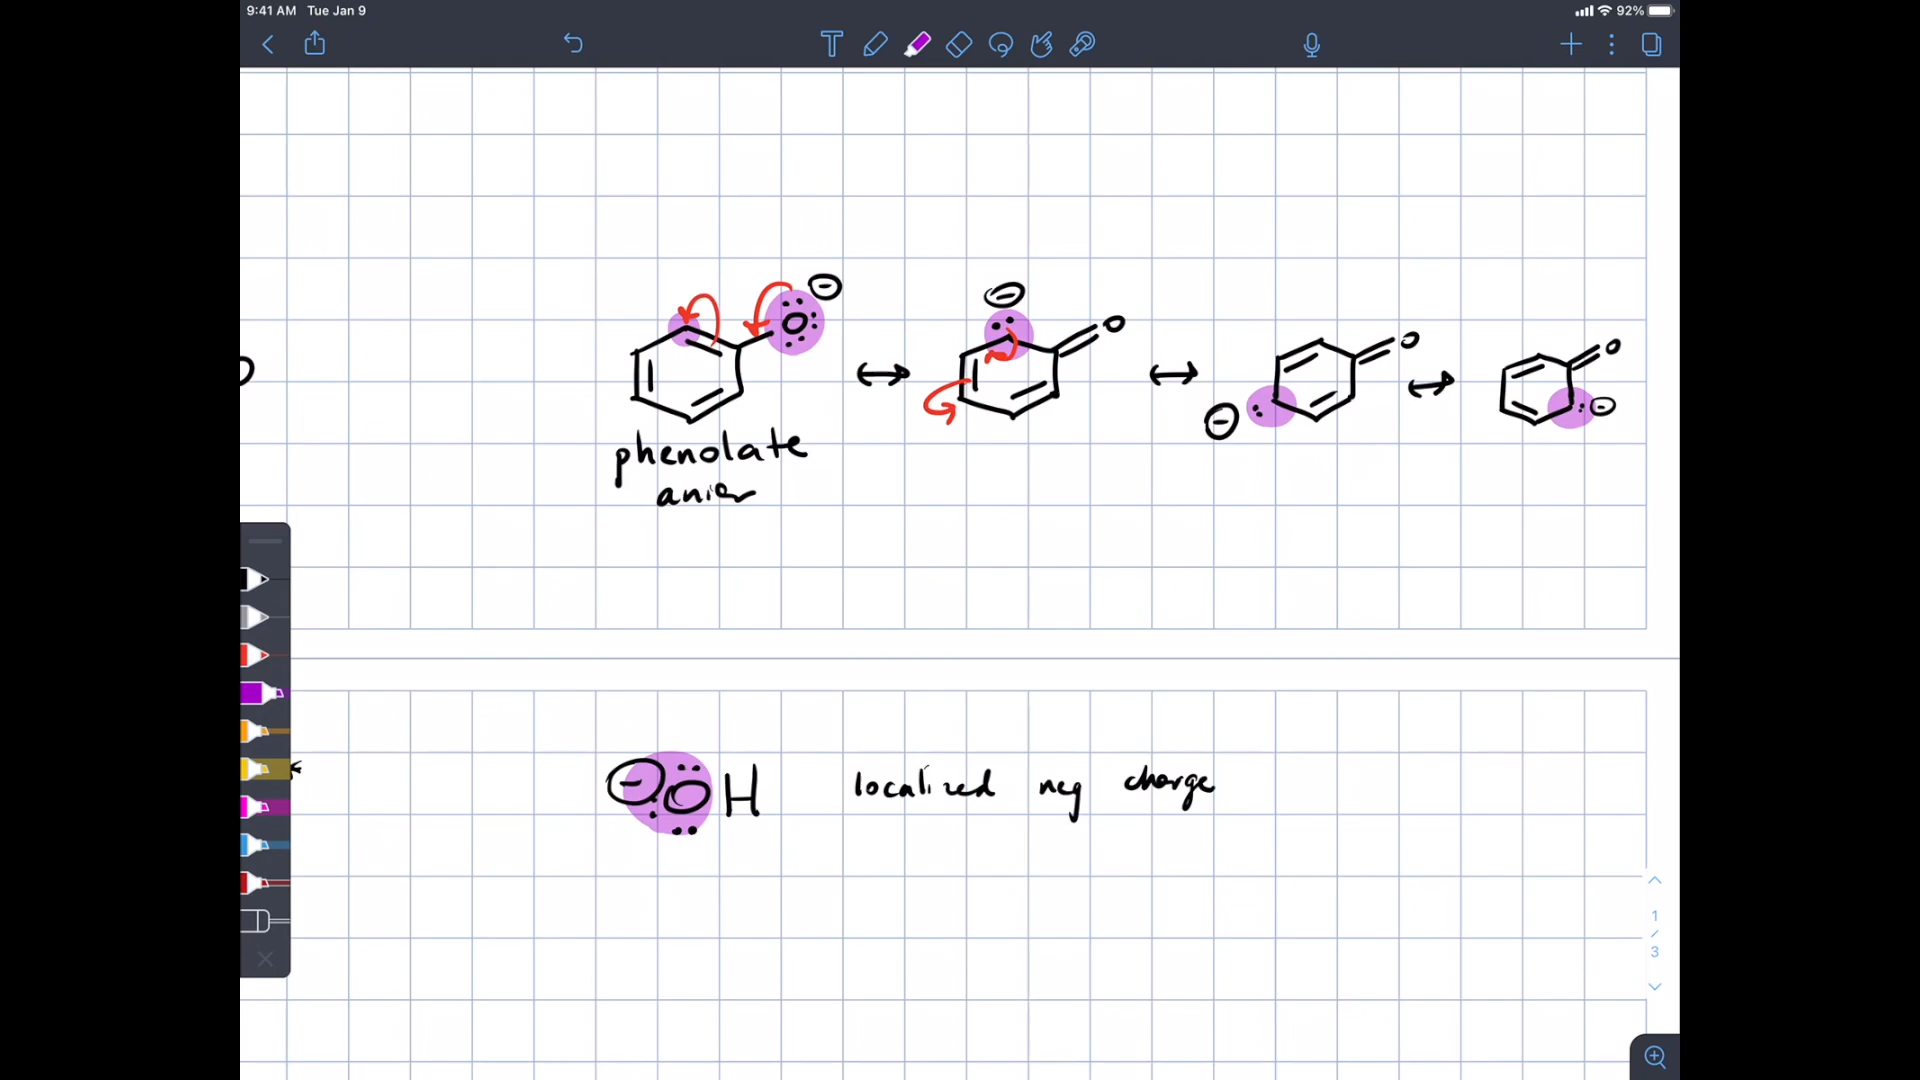 9:41 AM Tue Jan 9
92%
⊖
O
⊖
O
O
⊖
O
⊖
phenolate
anion
⊖OH localized neg charge
1
/
3